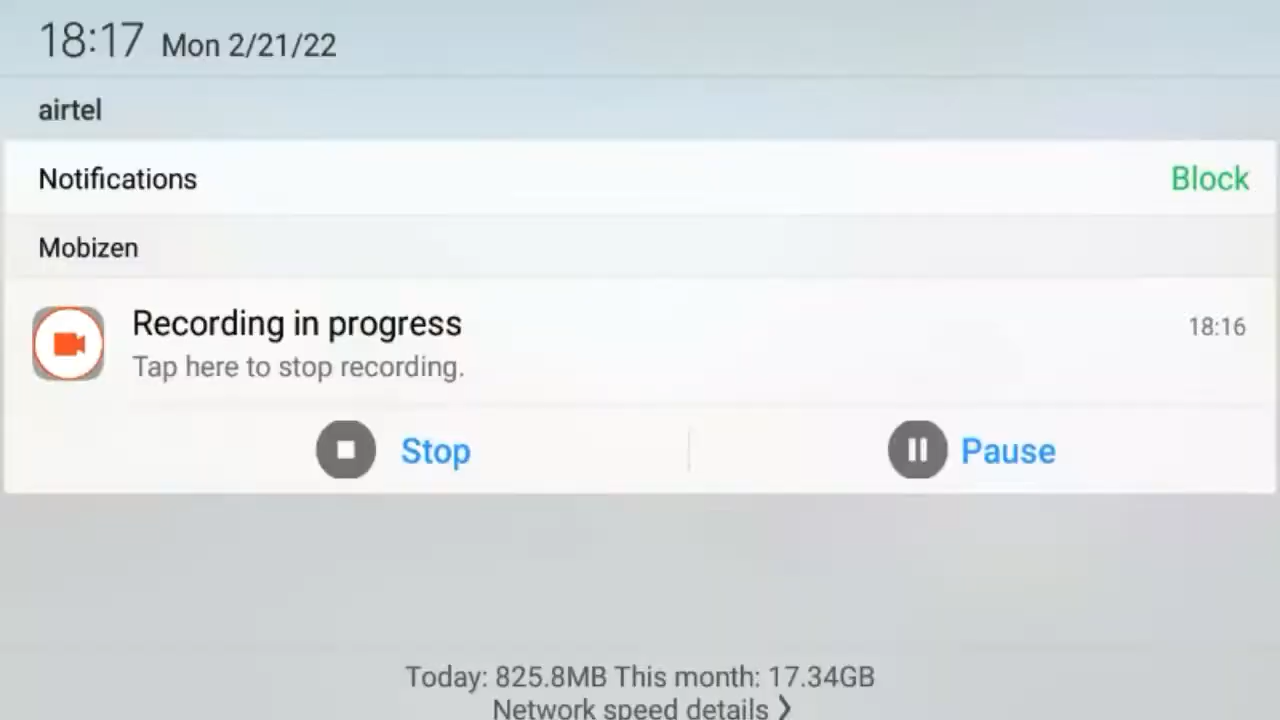 18:17 Mon 2/21/22
airtel
Notifications Block
Mobizen
Recording in progress 18:16
Tap here to stop recording.
Stop Pause
Today: 825.8MB This month: 17.34GB
Network speed details